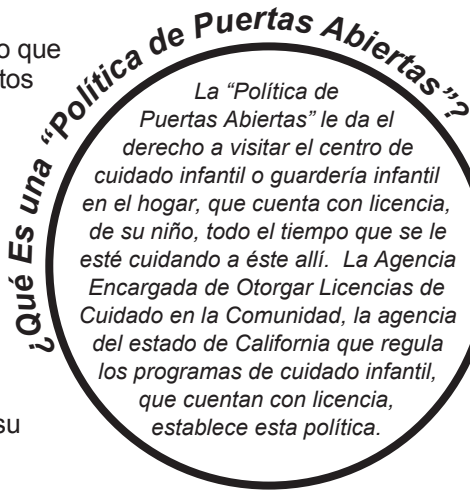 o que
tos
su
¿Qué Es una “Política de Puertas Abiertas”?
La “Política de
Puertas Abiertas” le da el
derecho a visitar el centro de
cuidado infantil o guardería infantil
en el hogar, que cuenta con licencia,
de su niño, todo el tiempo que se le
esté cuidando a éste allí.  La Agencia
Encargada de Otorgar Licencias de
Cuidado en la Comunidad, la agencia
del estado de California que regula
los programas de cuidado infantil,
que cuentan con licencia,
establece esta política.